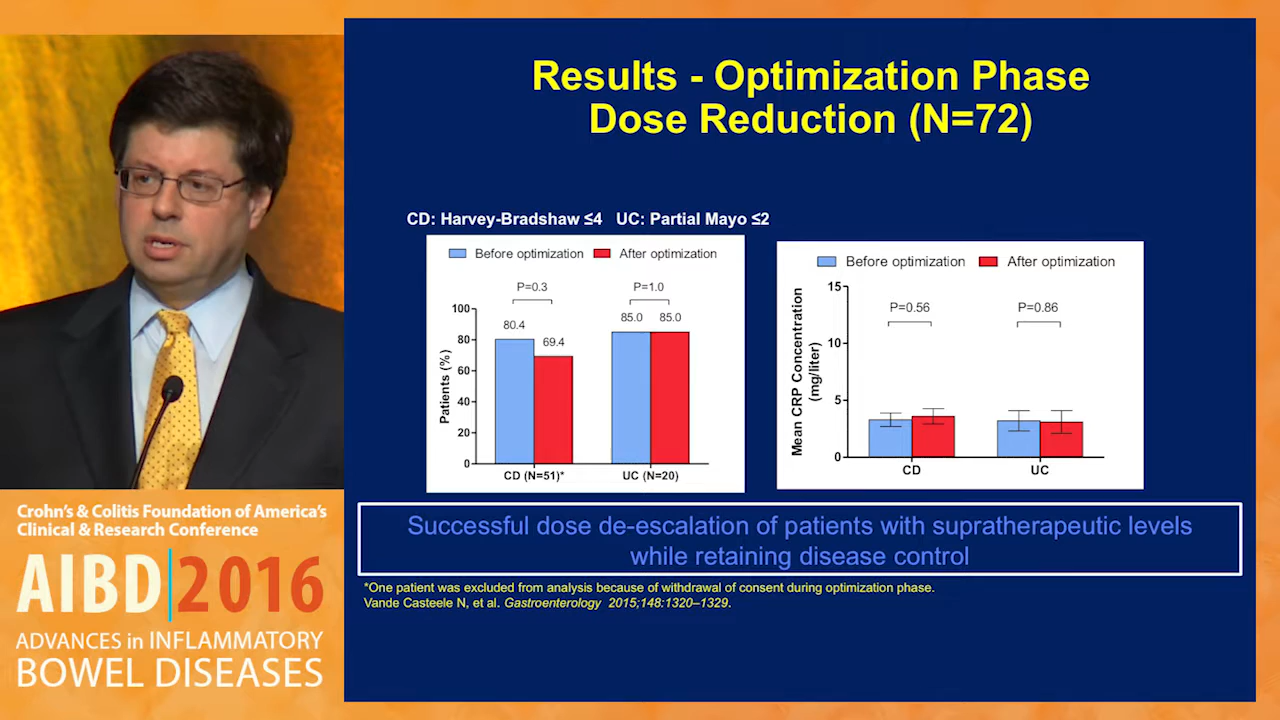 Results - Optimization Phase
Dose Reduction (N=72)
CD: Harvey-Bradshaw ≤4 UC: Partial Mayo ≤2
Before optimization After optimization
P=0.3 P=1.0
100
80
60
40
20
0
80.4 69.4 85.0 85.0
Patients (%)
CD (N=51)* UC (N=20)
Before optimization After optimization
15
10
5
0
P=0.56 P=0.86
Mean CRP Concentration
(mg/liter)
CD UC
Successful dose de-escalation of patients with supratherapeutic levels
while retaining disease control
*One patient was excluded from analysis because of withdrawal of consent during optimization phase.
Vande Casteele N, et al. Gastroenterology 2015;148:1320–1329.
Crohn's & Colitis Foundation of America's
Clinical & Research Conference
AIBD 2016
ADVANCES in INFLAMMATORY
BOWEL DISEASES